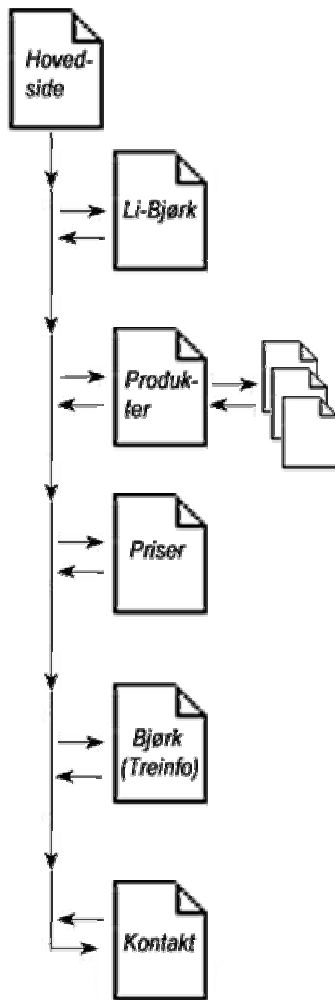 Hoved-
side
Li-Bjørk
Produk-
ter
Priser
Bjørk
(Treinfo)
Kontakt